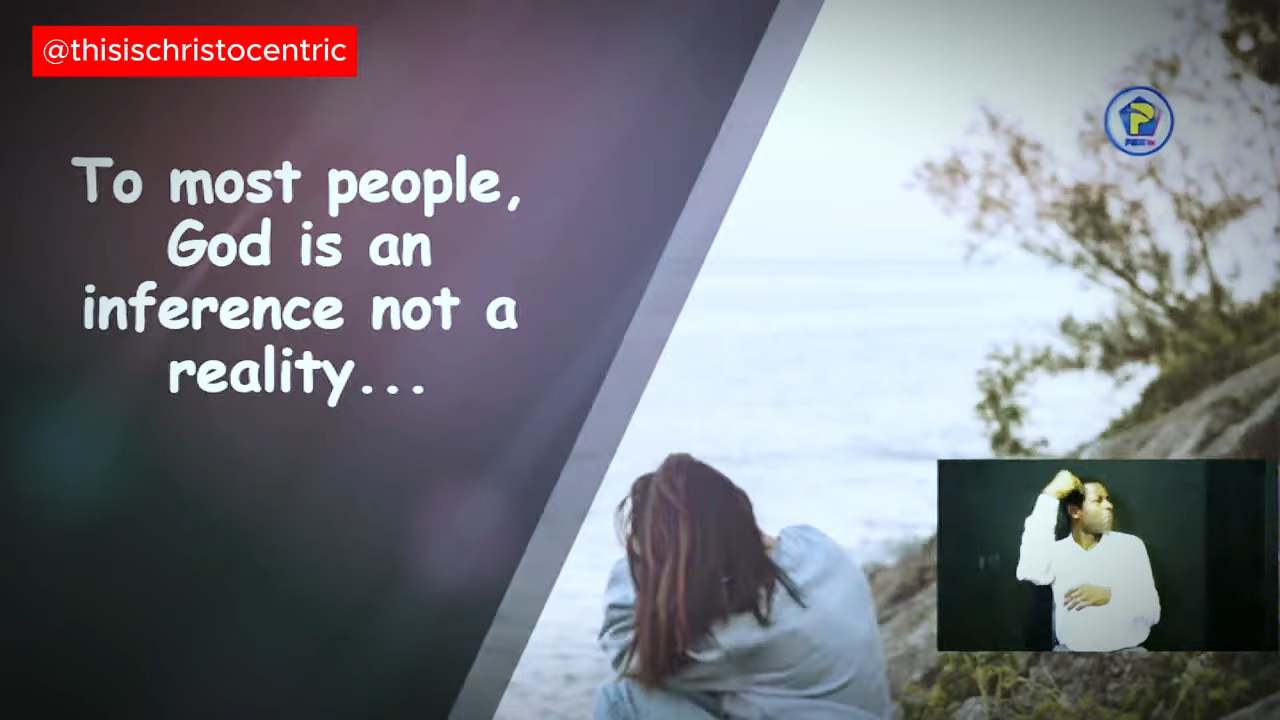 @thisischristocentric
To most people,
God is an
inference not a
reality...